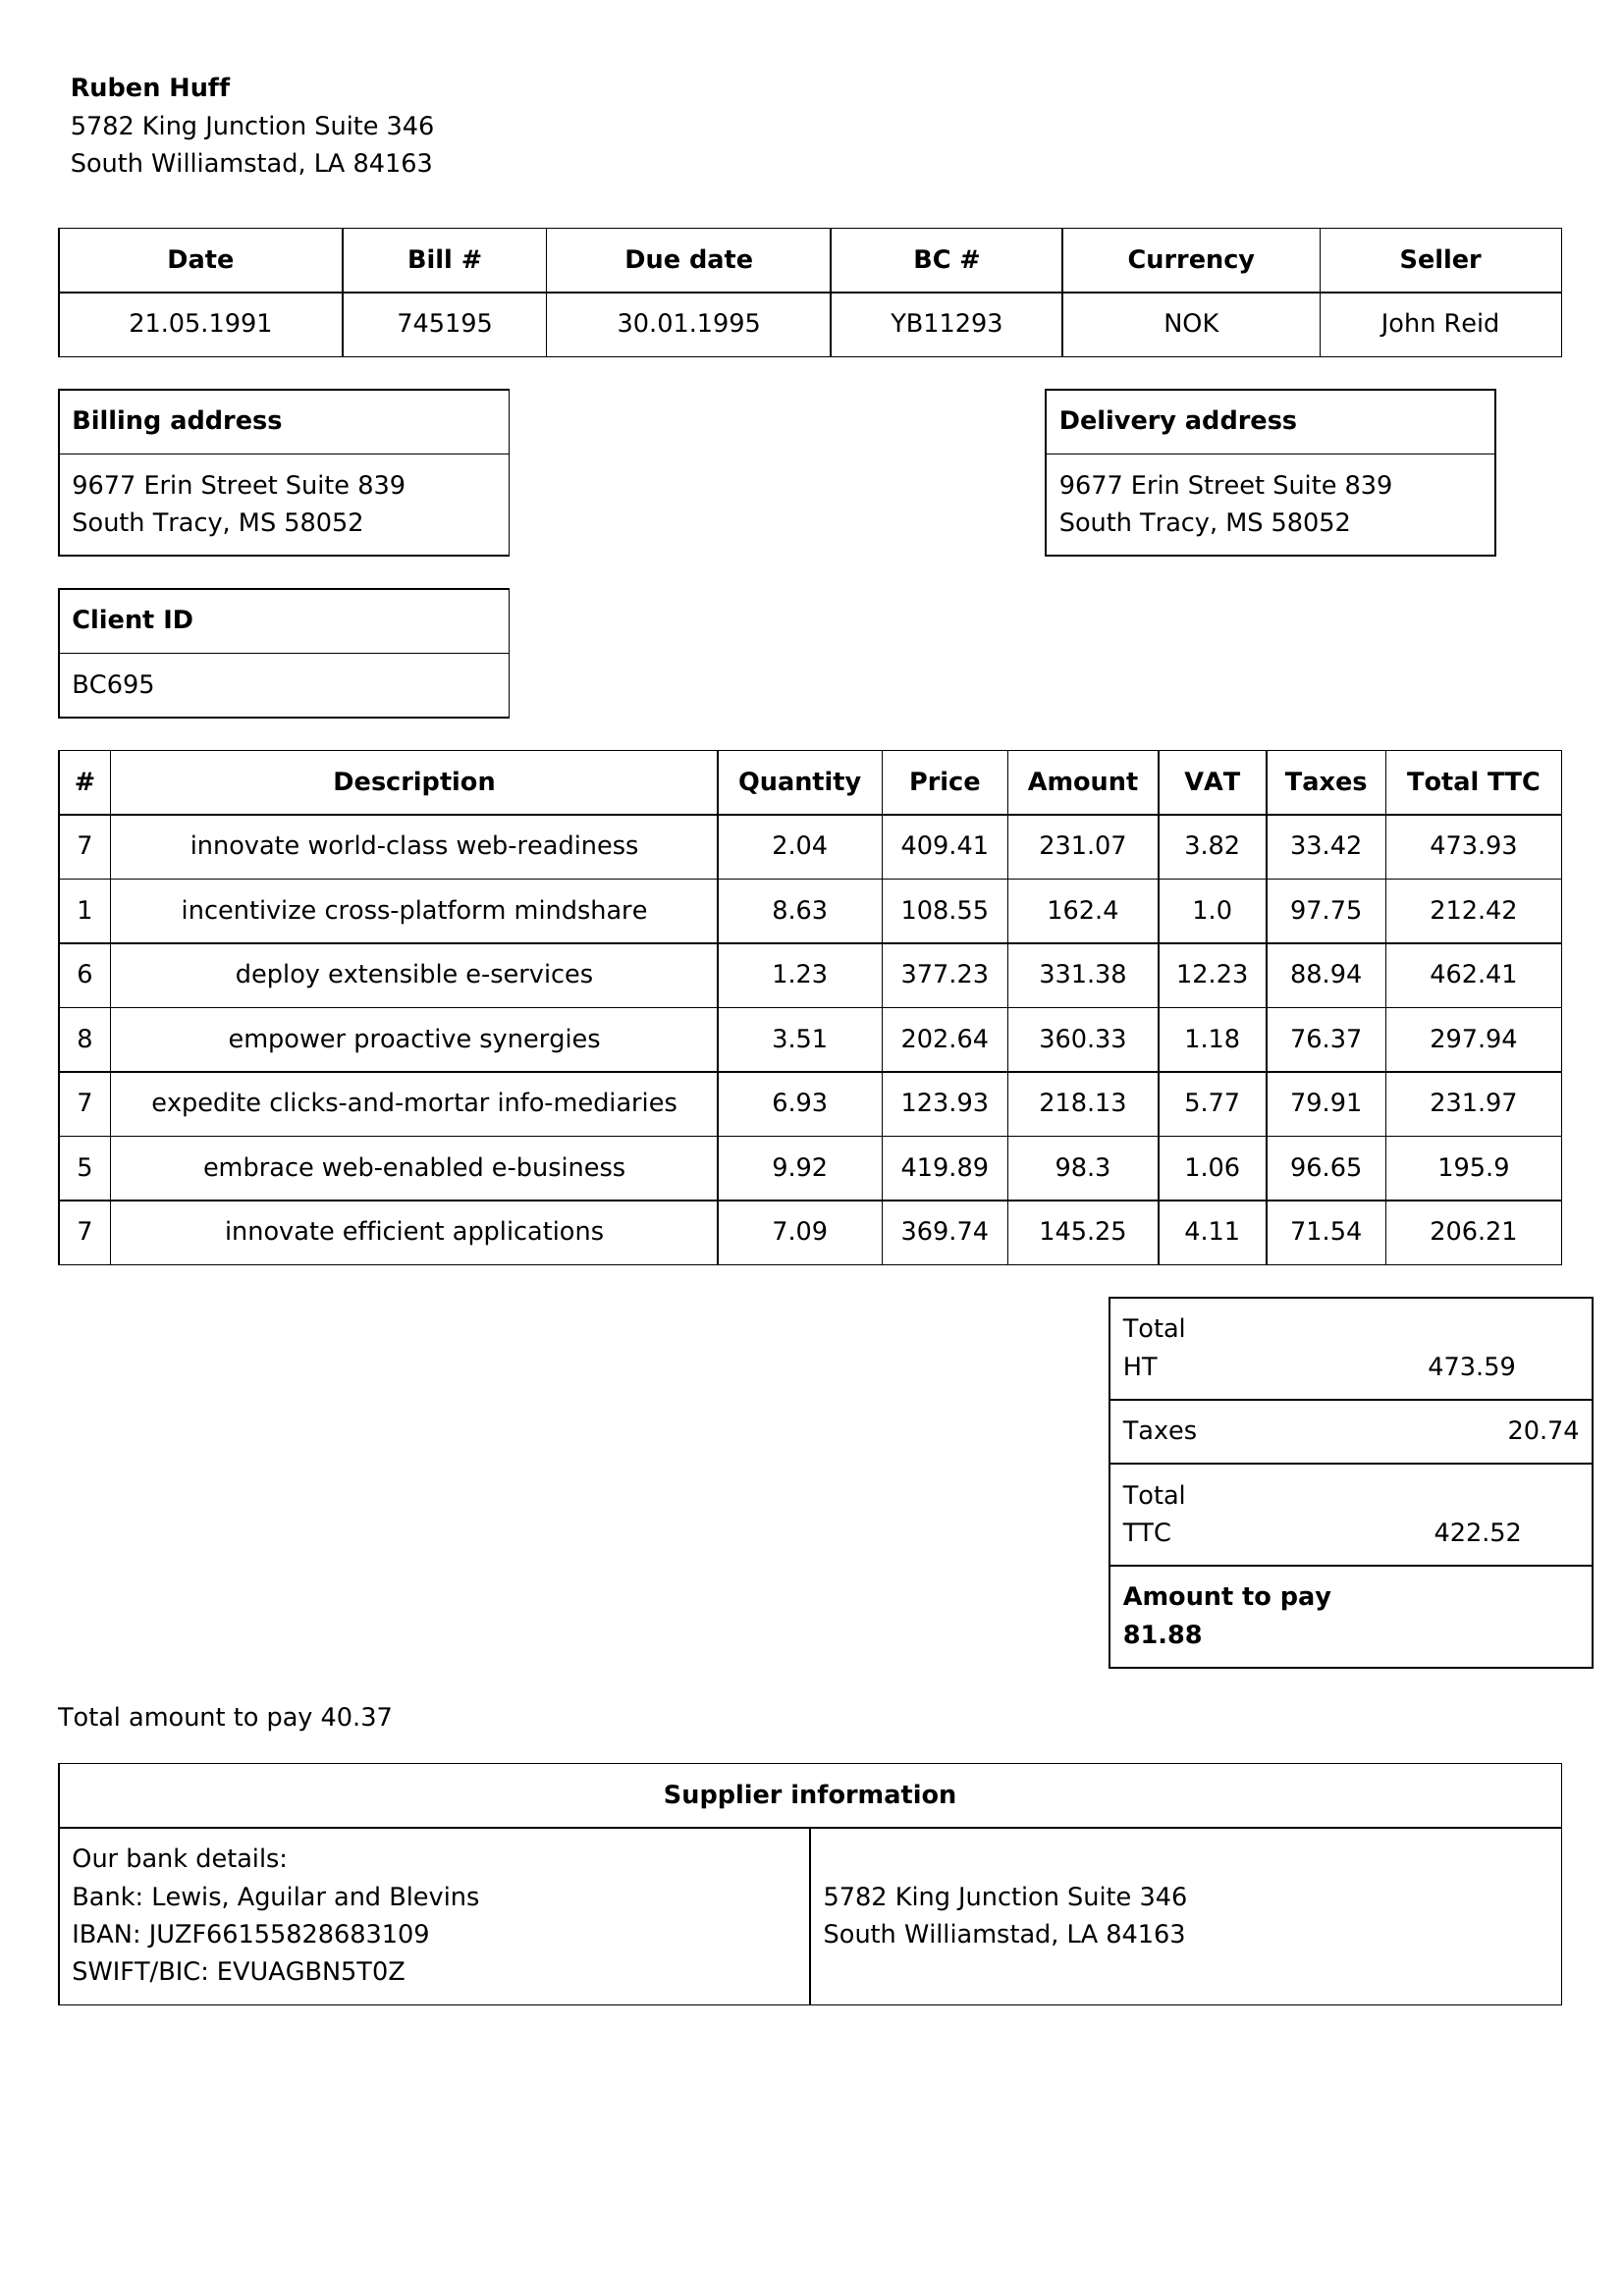 Ruben Huff
5782 King Junction Suite 346
South Williamstad, LA 84163
Date Bill # Due date BC # Currency Seller
21.05.1991 745195 30.01.1995 YB11293 NOK John Reid
Billing address
9677 Erin Street Suite 839
South Tracy, MS 58052
Delivery address
9677 Erin Street Suite 839
South Tracy, MS 58052
Client ID
BC695
# Description Quantity Price Amount VAT Taxes Total TTC
7 innovate world-class web-readiness 2.04 409.41 231.07 3.82 33.42 473.93
1 incentivize cross-platform mindshare 8.63 108.55 162.4 1.0 97.75 212.42
6 deploy extensible e-services 1.23 377.23 331.38 12.23 88.94 462.41
8 empower proactive synergies 3.51 202.64 360.33 1.18 76.37 297.94
7 expedite clicks-and-mortar info-mediaries 6.93 123.93 218.13 5.77 79.91 231.97
5 embrace web-enabled e-business 9.92 419.89 98.3 1.06 96.65 195.9
7 innovate efficient applications 7.09 369.74 145.25 4.11 71.54 206.21
Total
HT 473.59
Taxes 20.74
Total
TTC 422.52
Amount to pay
81.88
Total amount to pay 40.37
Supplier information
Our bank details:
Bank: Lewis, Aguilar and Blevins
IBAN: JUZF66155828683109
SWIFT/BIC: EVUAGBN5T0Z
5782 King Junction Suite 346
South Williamstad, LA 84163